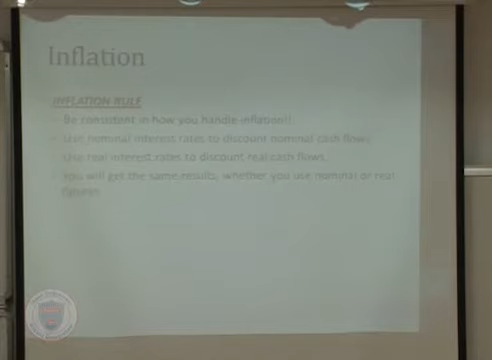 Inflation
INFLATION RULE
Be consistent in how you handle inflation!!
Use nominal interest rates to discount nominal cash flows.
Use real interest rates to discount real cash flows.
You will get the same results, whether you use nominal or real
figures